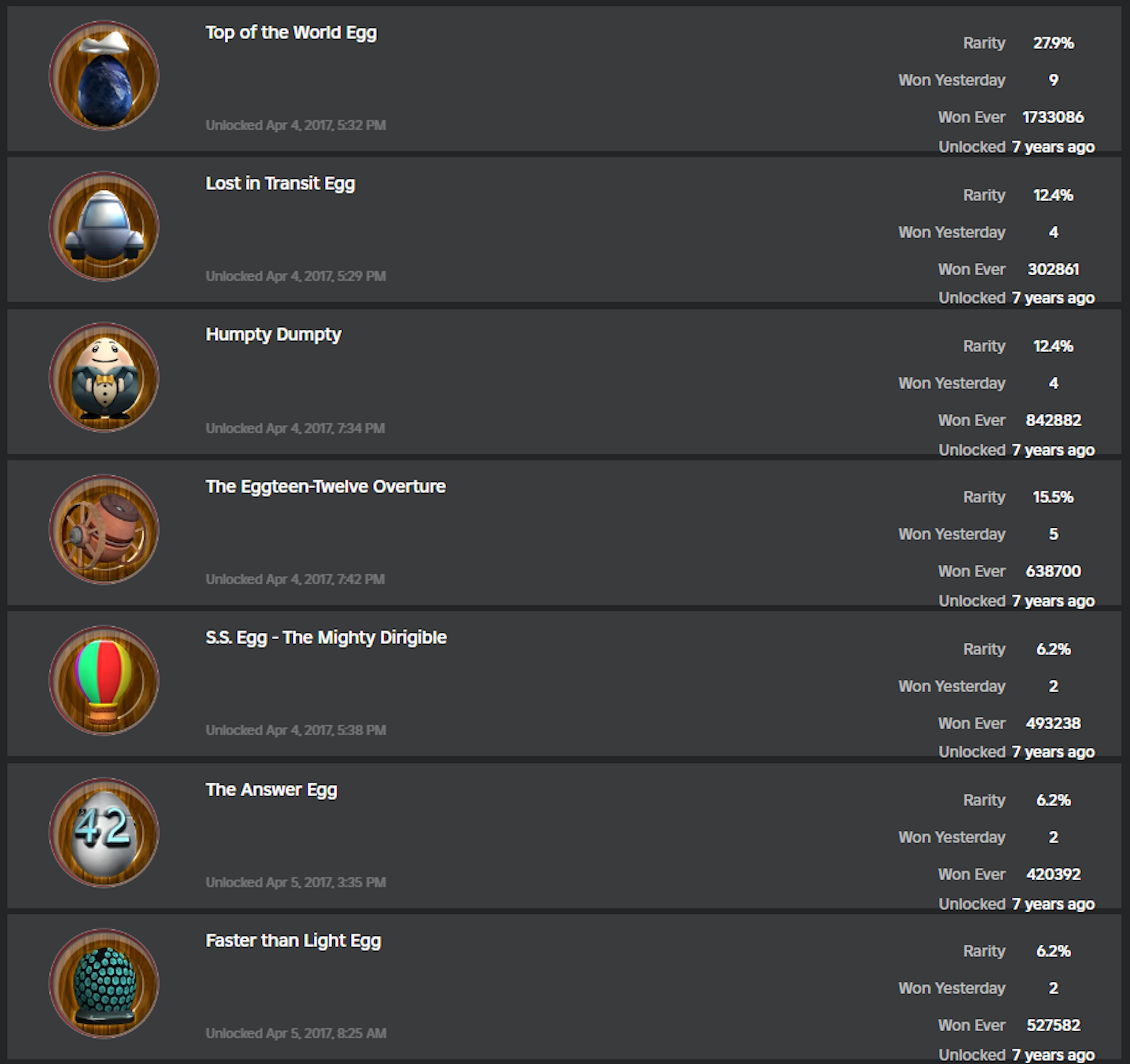 Top of the World Egg
Rarity 27.9%
Won Yesterday 9
Won Ever 1733086
Unlocked Apr 4, 2017, 5:32 PM
Unlocked 7 years ago
Lost in Transit Egg
Rarity 12.4%
Won Yesterday 4
Won Ever 302861
Unlocked Apr 4, 2017, 5:29 PM
Unlocked 7 years ago
Humpty Dumpty
Rarity 12.4%
Won Yesterday 4
Won Ever 842882
Unlocked Apr 4, 2017, 7:34 PM
Unlocked 7 years ago
The Eggteen-Twelve Overture
Rarity 15.5%
Won Yesterday 5
Won Ever 638700
Unlocked Apr 4, 2017, 7:42 PM
Unlocked 7 years ago
S.S. Egg - The Mighty Dirigible
Rarity 6.2%
Won Yesterday 2
Won Ever 493238
Unlocked Apr 4, 2017, 5:38 PM
Unlocked 7 years ago
The Answer Egg
42
Rarity 6.2%
Won Yesterday 2
Won Ever 420392
Unlocked Apr 5, 2017, 3:35 PM
Unlocked 7 years ago
Faster than Light Egg
Rarity 6.2%
Won Yesterday 2
Won Ever 527582
Unlocked Apr 5, 2017, 8:25 AM
Unlocked 7 years ago